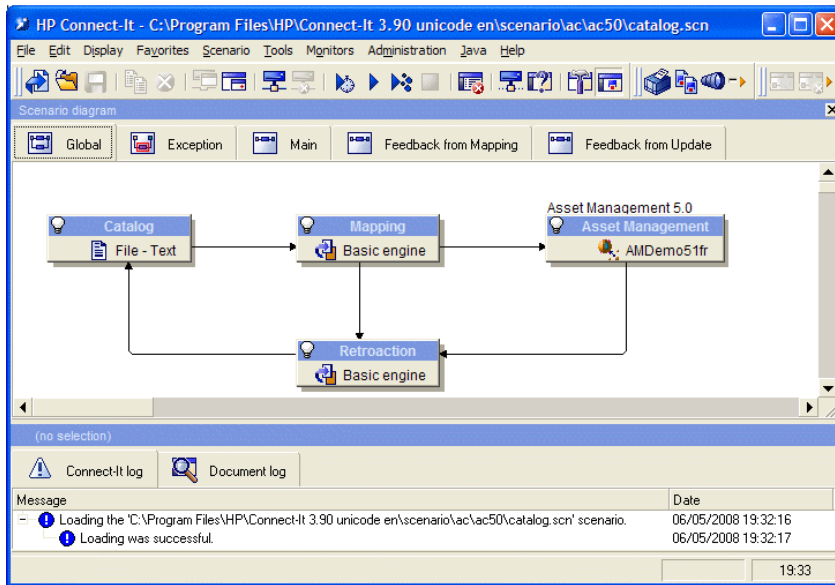 HP Connect-It - C:\Program Files\HP\Connect-It 3.90 unicode en\scenario\ac\ac50\catalog.scn
File Edit Display Favorites Scenario Tools Monitors Administration Java Help
Scenario diagram
Global Exception Main Feedback from Mapping Feedback from Update
Asset Management 5.0
Catalog Mapping Asset Management
File - Text Basic engine AMDemo51fr
Retroaction
Basic engine
(no selection)
Connect-It log Document log
Message Date
Loading the 'C:\Program Files\HP\Connect-It 3.90 unicode en\scenario\ac\ac50\catalog.scn' scenario. 06/05/2008 19:32:16
Loading was successful. 06/05/2008 19:32:17
19:33